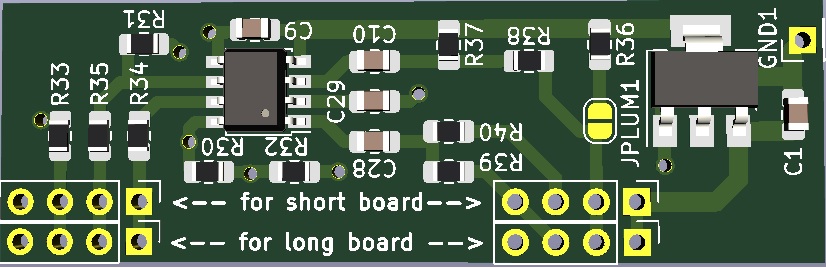 R31
C9
C10
R37
R38
R36
GND1
R33
R35
R34
C29
JPLUM1
C1
R30
R32
C28
R40
R39
<-- for short board-->
<-- for long board -->